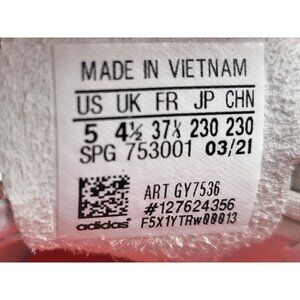 MADE IN VIETNAM
US UK FR JP CHN
5 4½ 37⅓ 230 230
SPG 753001 03/21
ART GY7536
#127624356
F5X1YTRw00013
adidas